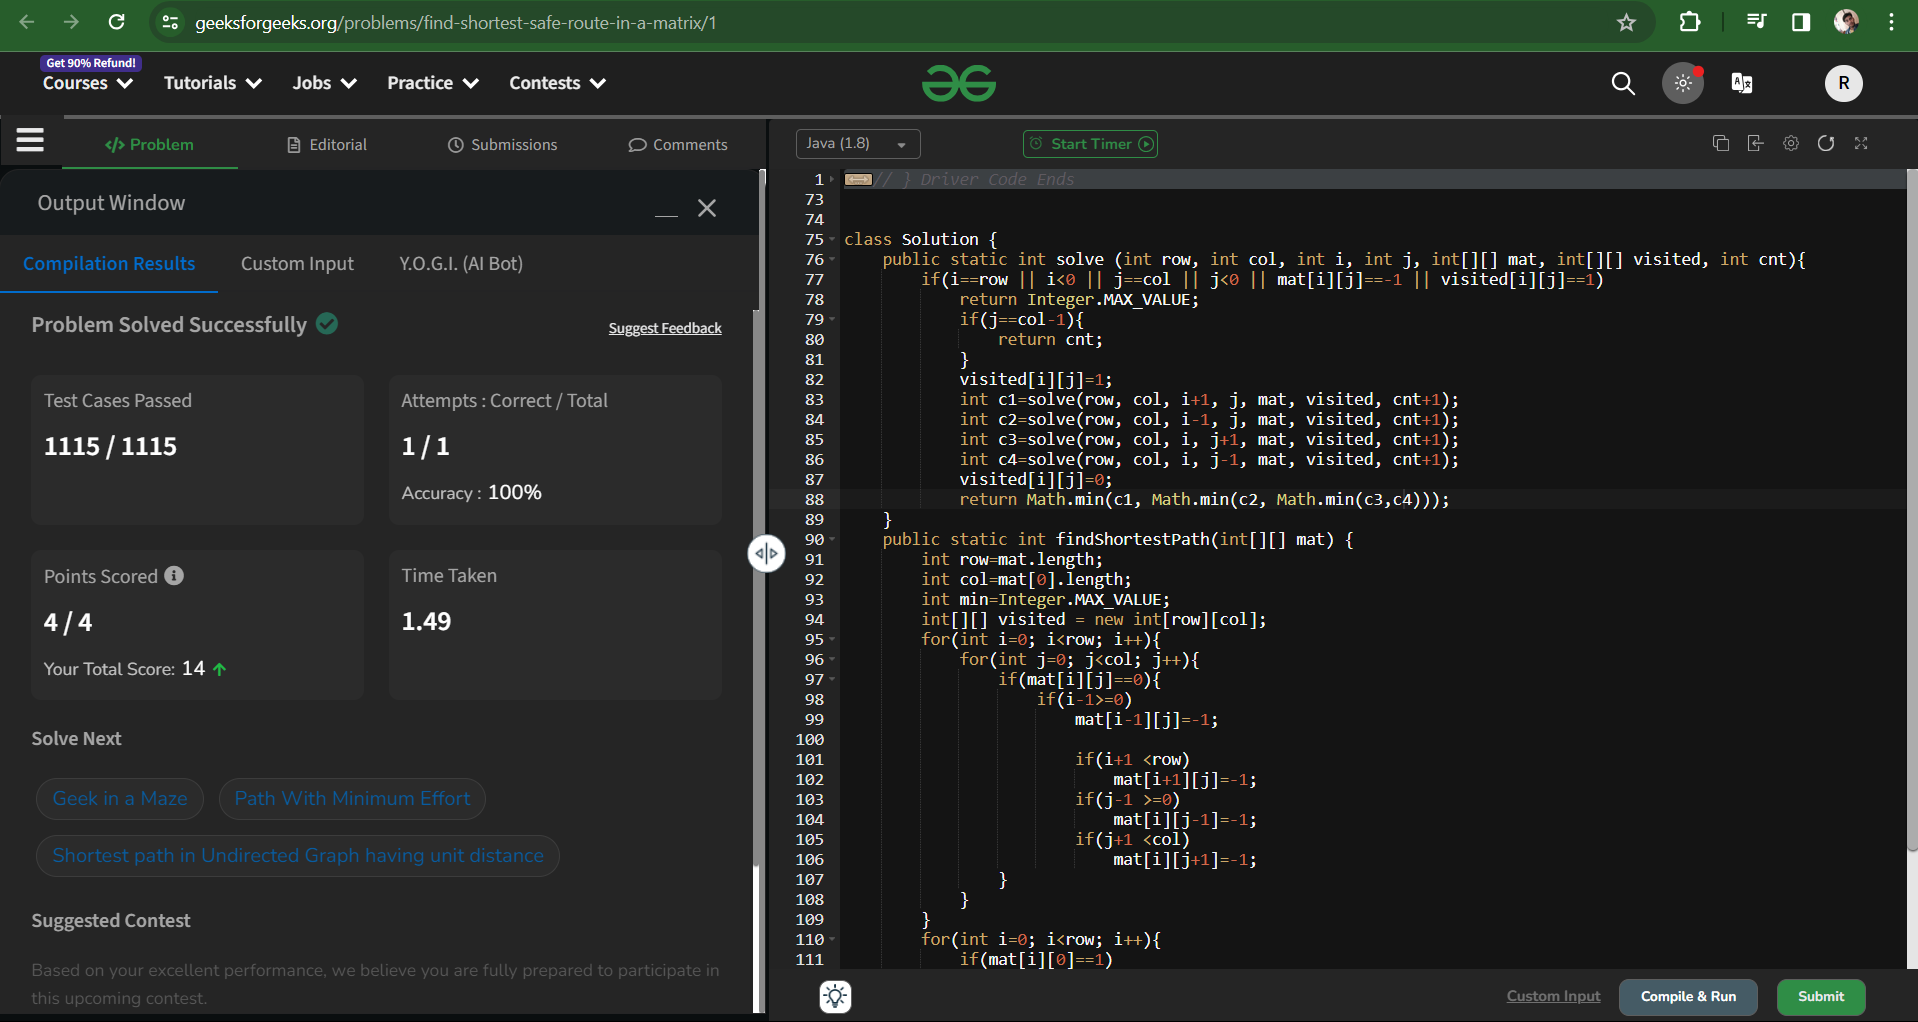 geeksforgeeks.org/problems/find-shortest-safe-route-in-a-matrix/1
Get 90% Refund!
Courses Tutorials Jobs Practice Contests
R
</> Problem Editorial Submissions Comments
Java (1.8) Start Timer
Output Window
Compilation Results Custom Input Y.O.G.I. (AI Bot)
Problem Solved Successfully
Suggest Feedback
Test Cases Passed
1115 / 1115
Attempts : Correct / Total
1 / 1
Accuracy : 100%
Points Scored
4 / 4
Your Total Score: 14
Time Taken
1.49
Solve Next
Geek in a Maze Path With Minimum Effort
Shortest path in Undirected Graph having unit distance
Suggested Contest
Based on your excellent performance, we believe you are fully prepared to participate in
this upcoming contest.
1 // } Driver Code Ends
73
74
75 class Solution {
76 public static int solve (int row, int col, int i, int j, int[][] mat, int[][] visited, int cnt){
77 if(i==row || i<0 || j==col || j<0 || mat[i][j]==-1 || visited[i][j]==1)
78 return Integer.MAX_VALUE;
79 if(j==col-1){
80 return cnt;
81 }
82 visited[i][j]=1;
83 int c1=solve(row, col, i+1, j, mat, visited, cnt+1);
84 int c2=solve(row, col, i-1, j, mat, visited, cnt+1);
85 int c3=solve(row, col, i, j+1, mat, visited, cnt+1);
86 int c4=solve(row, col, i, j-1, mat, visited, cnt+1);
87 visited[i][j]=0;
88 return Math.min(c1, Math.min(c2, Math.min(c3,c4)));
89 }
90 public static int findShortestPath(int[][] mat) {
91 int row=mat.length;
92 int col=mat[0].length;
93 int min=Integer.MAX_VALUE;
94 int[][] visited = new int[row][col];
95 for(int i=0; i<row; i++){
96 for(int j=0; j<col; j++){
97 if(mat[i][j]==0){
98 if(i-1>=0)
99 mat[i-1][j]=-1;
100
101 if(i+1 <row)
102 mat[i+1][j]=-1;
103 if(j-1 >=0)
104 mat[i][j-1]=-1;
105 if(j+1 <col)
106 mat[i][j+1]=-1;
107 }
108 }
109 }
110 for(int i=0; i<row; i++){
111 if(mat[i][0]==1)
Custom Input Compile & Run Submit